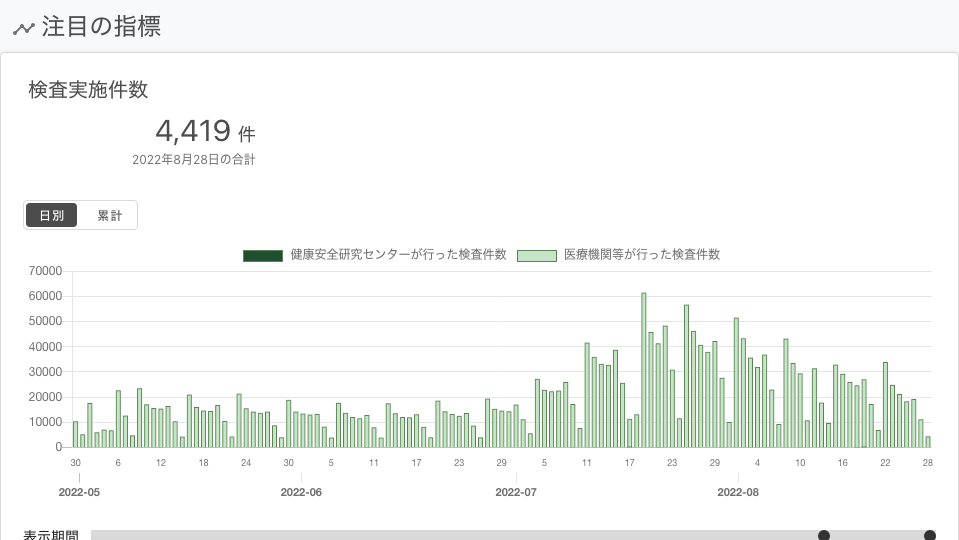 注目の指標
検査実施件数
4,419 件
2022年8月28日の合計
日別 累計
健康安全研究センターが行った検査件数 医療機関等が行った検査件数
70000
60000
50000
40000
30000
20000
10000
0
30 6 12 18 24 30 5 11 17 23 29 5 11 17 23 29 4 10 16 22 28
2022-05 2022-06 2022-07 2022-08
表示期間